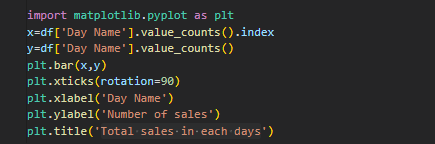 import matplotlib.pyplot as plt
x=df['Day Name'].value_counts().index
y=df['Day Name'].value_counts()
plt.bar(x,y)
plt.xticks(rotation=90)
plt.xlabel('Day Name')
plt.ylabel('Number of sales')
plt.title('Total sales in each days')